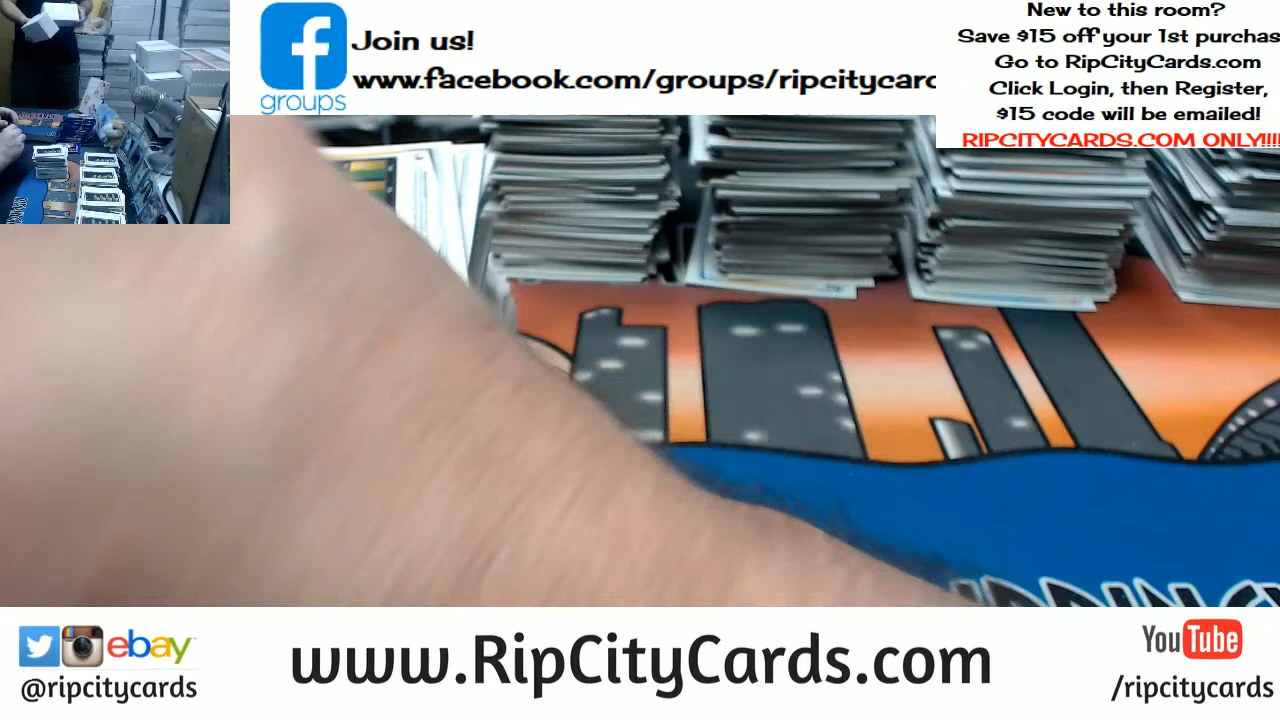 groups
Join us!
www.facebook.com/groups/ripcitycarc
New to this room?
Save $15 off your 1st purchas
Go to RipCityCards.com
Click Login, then Register,
$15 code will be emailed!
RIPCITYCARDS.COM ONLY!!!!
ebay
@ripcitycards
www.RipCityCards.com
YouTube
/ripcitycards